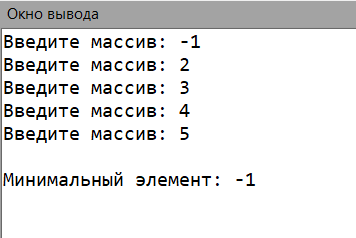 Окно вывода
Введите массив: -1
Введите массив: 2
Введите массив: 3
Введите массив: 4
Введите массив: 5
Минимальный элемент: -1